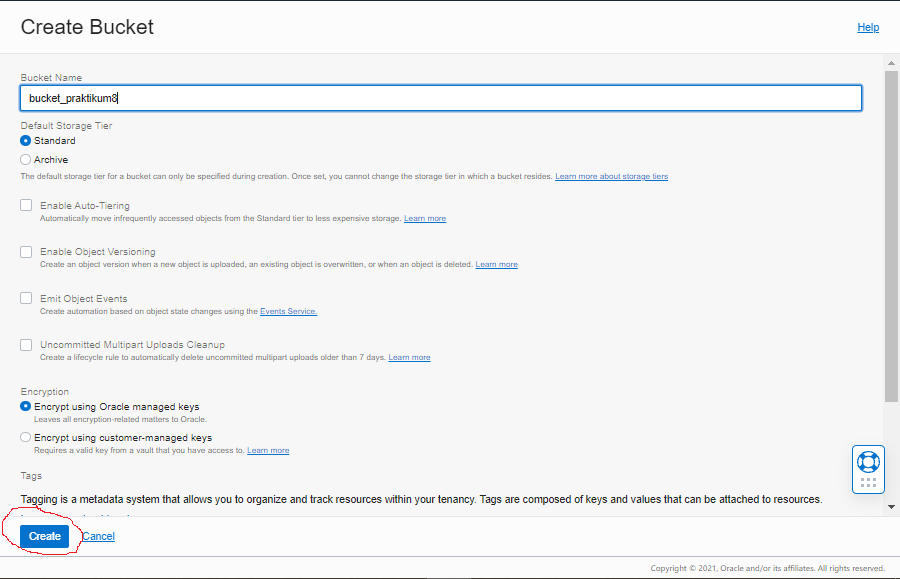 Create Bucket
Help
Bucket Name
bucket_praktikum8
Default Storage Tier
Standard
Archive
The default storage tier for a bucket can only be specified during creation. Once set, you cannot change the storage tier in which a bucket resides. Learn more about storage tiers
Enable Auto-Tiering
Automatically move infrequently accessed objects from the Standard tier to less expensive storage. Learn more
Enable Object Versioning
Create an object version when a new object is uploaded, an existing object is overwritten, or when an object is deleted. Learn more
Emit Object Events
Create automation based on object state changes using the Events Service.
Uncommitted Multipart Uploads Cleanup
Create a lifecycle rule to automatically delete uncommitted multipart uploads older than 7 days. Learn more
Encryption
Encrypt using Oracle managed keys
Leaves all encryption-related matters to Oracle.
Encrypt using customer-managed keys
Requires a valid key from a vault that you have access to. Learn more
Tags
Tagging is a metadata system that allows you to organize and track resources within your tenancy. Tags are composed of keys and values that can be attached to resources.
Create Cancel
Copyright © 2021, Oracle and/or its affiliates. All rights reserved.